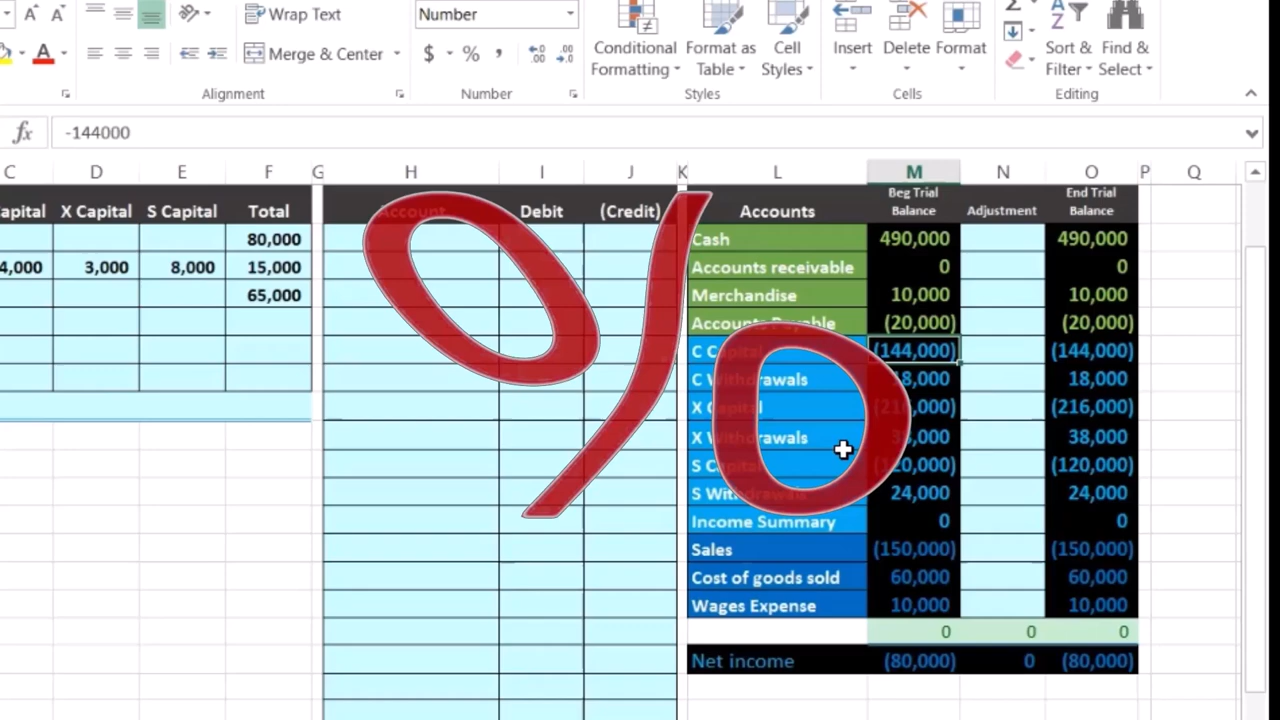 Wrap Text Number
Merge & Center $ % , Conditional Formatting Format as Table Cell Styles Insert Delete Format Sort & Filter Find & Select
Alignment Number Styles Cells Editing
fx -144000
C D E F G H I J K L M N O P Q
apital X Capital S Capital Total Account Debit (Credit) Accounts Beg Trial Balance Adjustment End Trial Balance
80,000 Cash 490,000 490,000
4,000 3,000 8,000 15,000 Accounts receivable 0 0
65,000 Merchandise 10,000 10,000
Accounts Payable (20,000) (20,000)
C Capital (144,000) (144,000)
C Withdrawals 18,000 18,000
X Capital (216,000) (216,000)
X Withdrawals 38,000 38,000
S Capital (120,000) (120,000)
S Withdrawals 24,000 24,000
Income Summary 0 0
Sales (150,000) (150,000)
Cost of goods sold 60,000 60,000
Wages Expense 10,000 10,000
0 0 0
Net income (80,000) 0 (80,000)
%